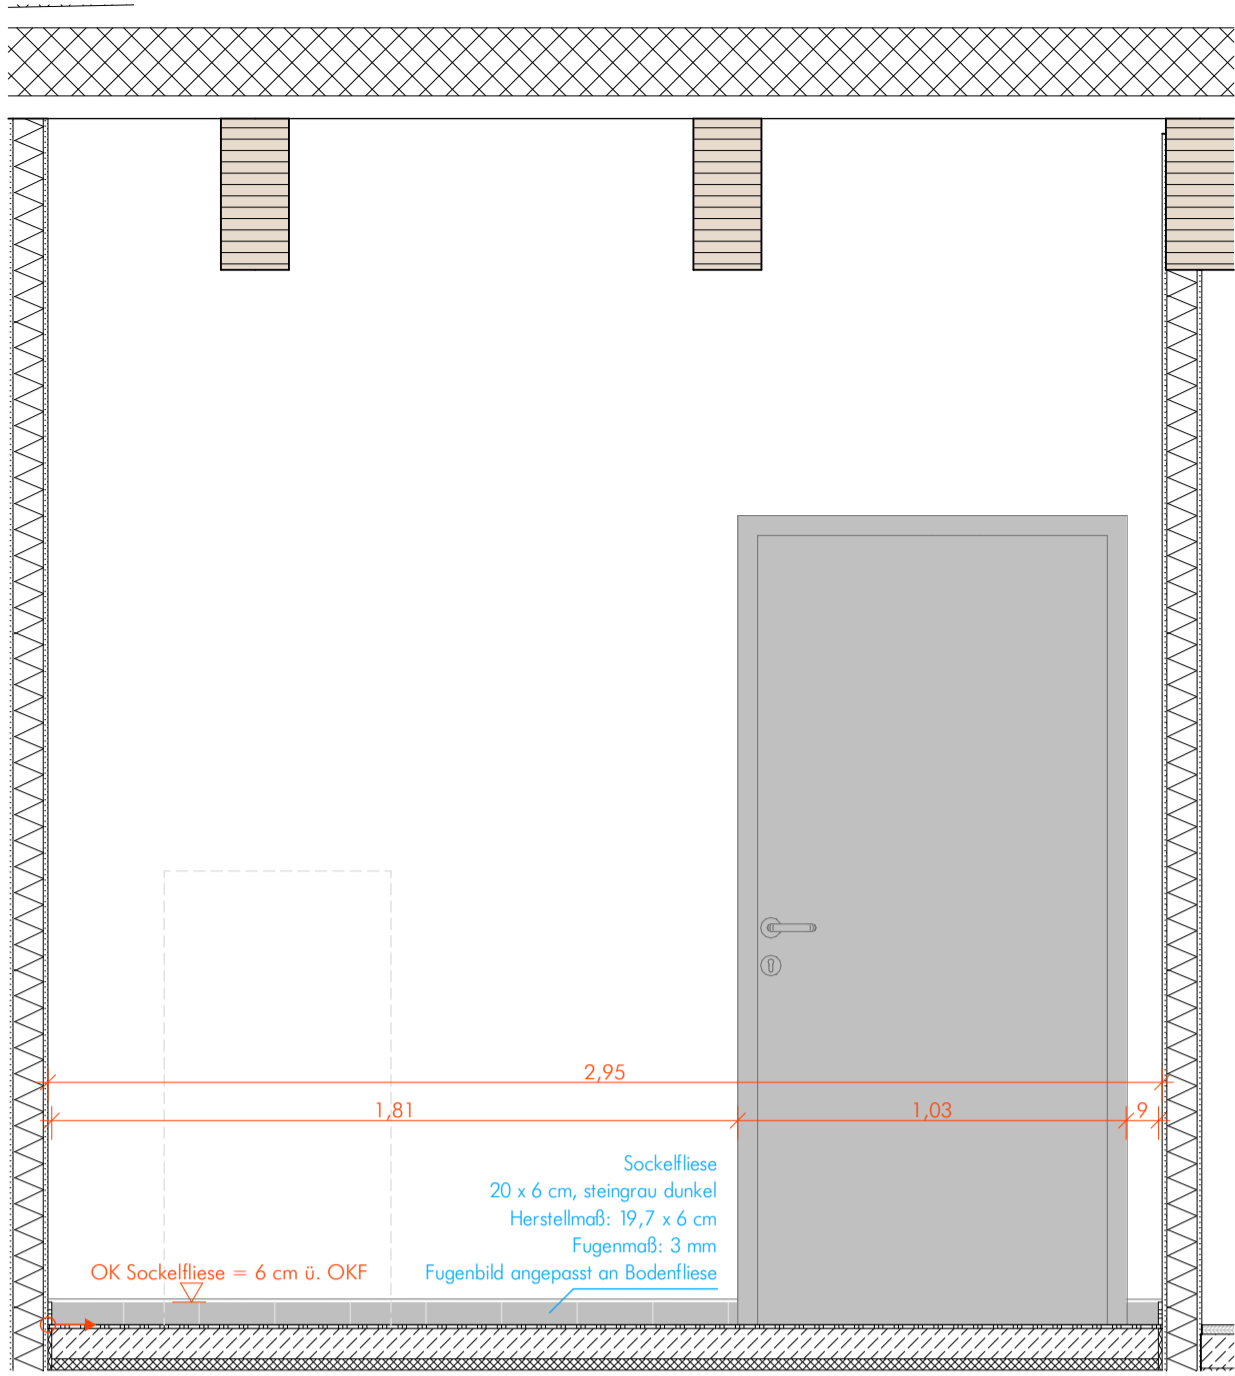 2,95
1,81
1,03
9
Sockelfliese
20 x 6 cm, steingrau dunkel
Herstellmaß: 19,7 x 6 cm
Fugenmaß: 3 mm
OK Sockelfliese = 6 cm ü. OKF
Fugenbild angepasst an Bodenfliese